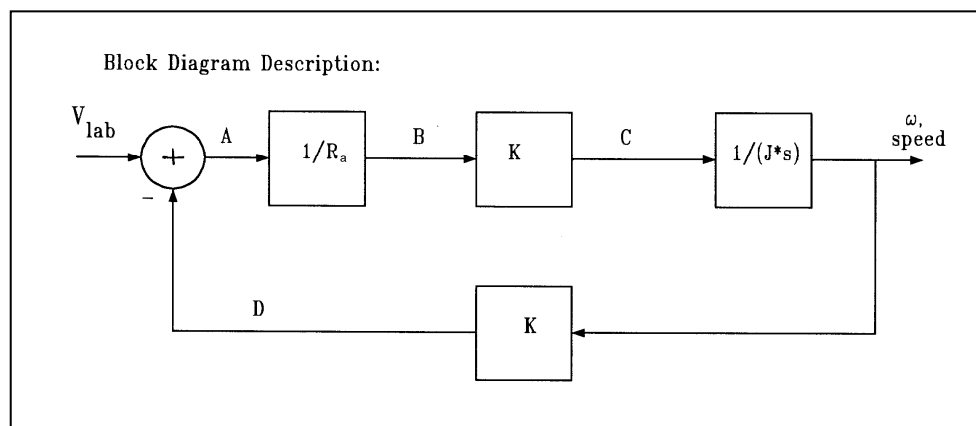 Block Diagram Description:
V_lab
A
1/R_a
B
K
C
1/(J*s)
ω,
speed
+
−
D
K